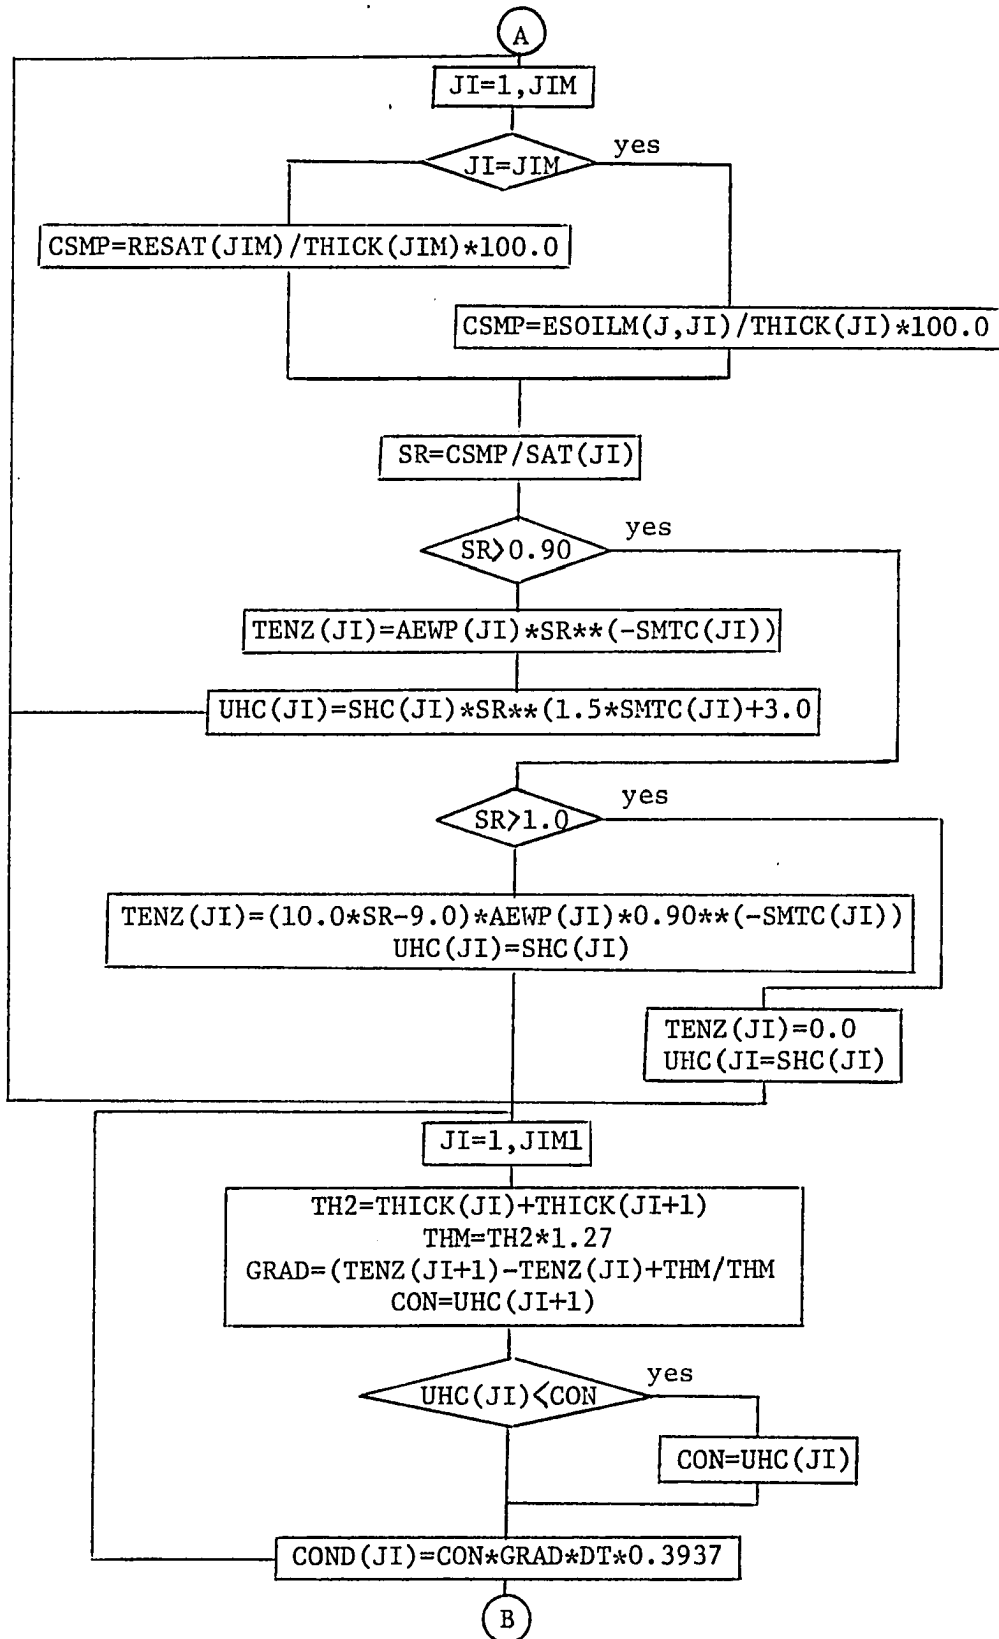 A
JI=1,JIM
JI=JIM
yes
CSMP=RESAT(JIM)/THICK(JIM)*100.0
CSMP=ESOILM(J,JI)/THICK(JI)*100.0
SR=CSMP/SAT(JI)
SR>0.90
yes
TENZ(JI)=AEWP(JI)*SR**(-SMTC(JI))
UHC(JI)=SHC(JI)*SR**(1.5*SMTC(JI)+3.0
SR>1.0
yes
TENZ(JI)=(10.0*SR-9.0)*AEWP(JI)*0.90**(-SMTC(JI))
UHC(JI)=SHC(JI)
TENZ(JI)=0.0
UHC(JI=SHC(JI)
JI=1,JIM1
TH2=THICK(JI)+THICK(JI+1)
THM=TH2*1.27
GRAD=(TENZ(JI+1)-TENZ(JI)+THM/THM
CON=UHC(JI+1)
UHC(JI)<CON
yes
CON=UHC(JI)
COND(JI)=CON*GRAD*DT*0.3937
B